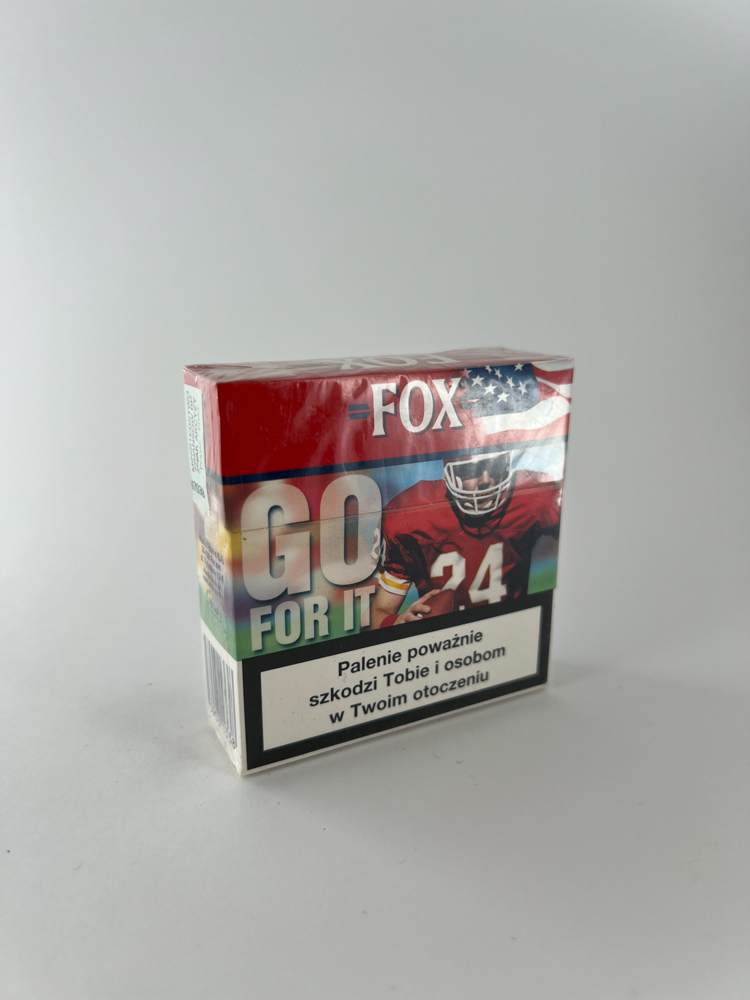 FOX
GO
FOR IT
24
Palenie poważnie
szkodzi Tobie i osobom
w Twoim otoczeniu